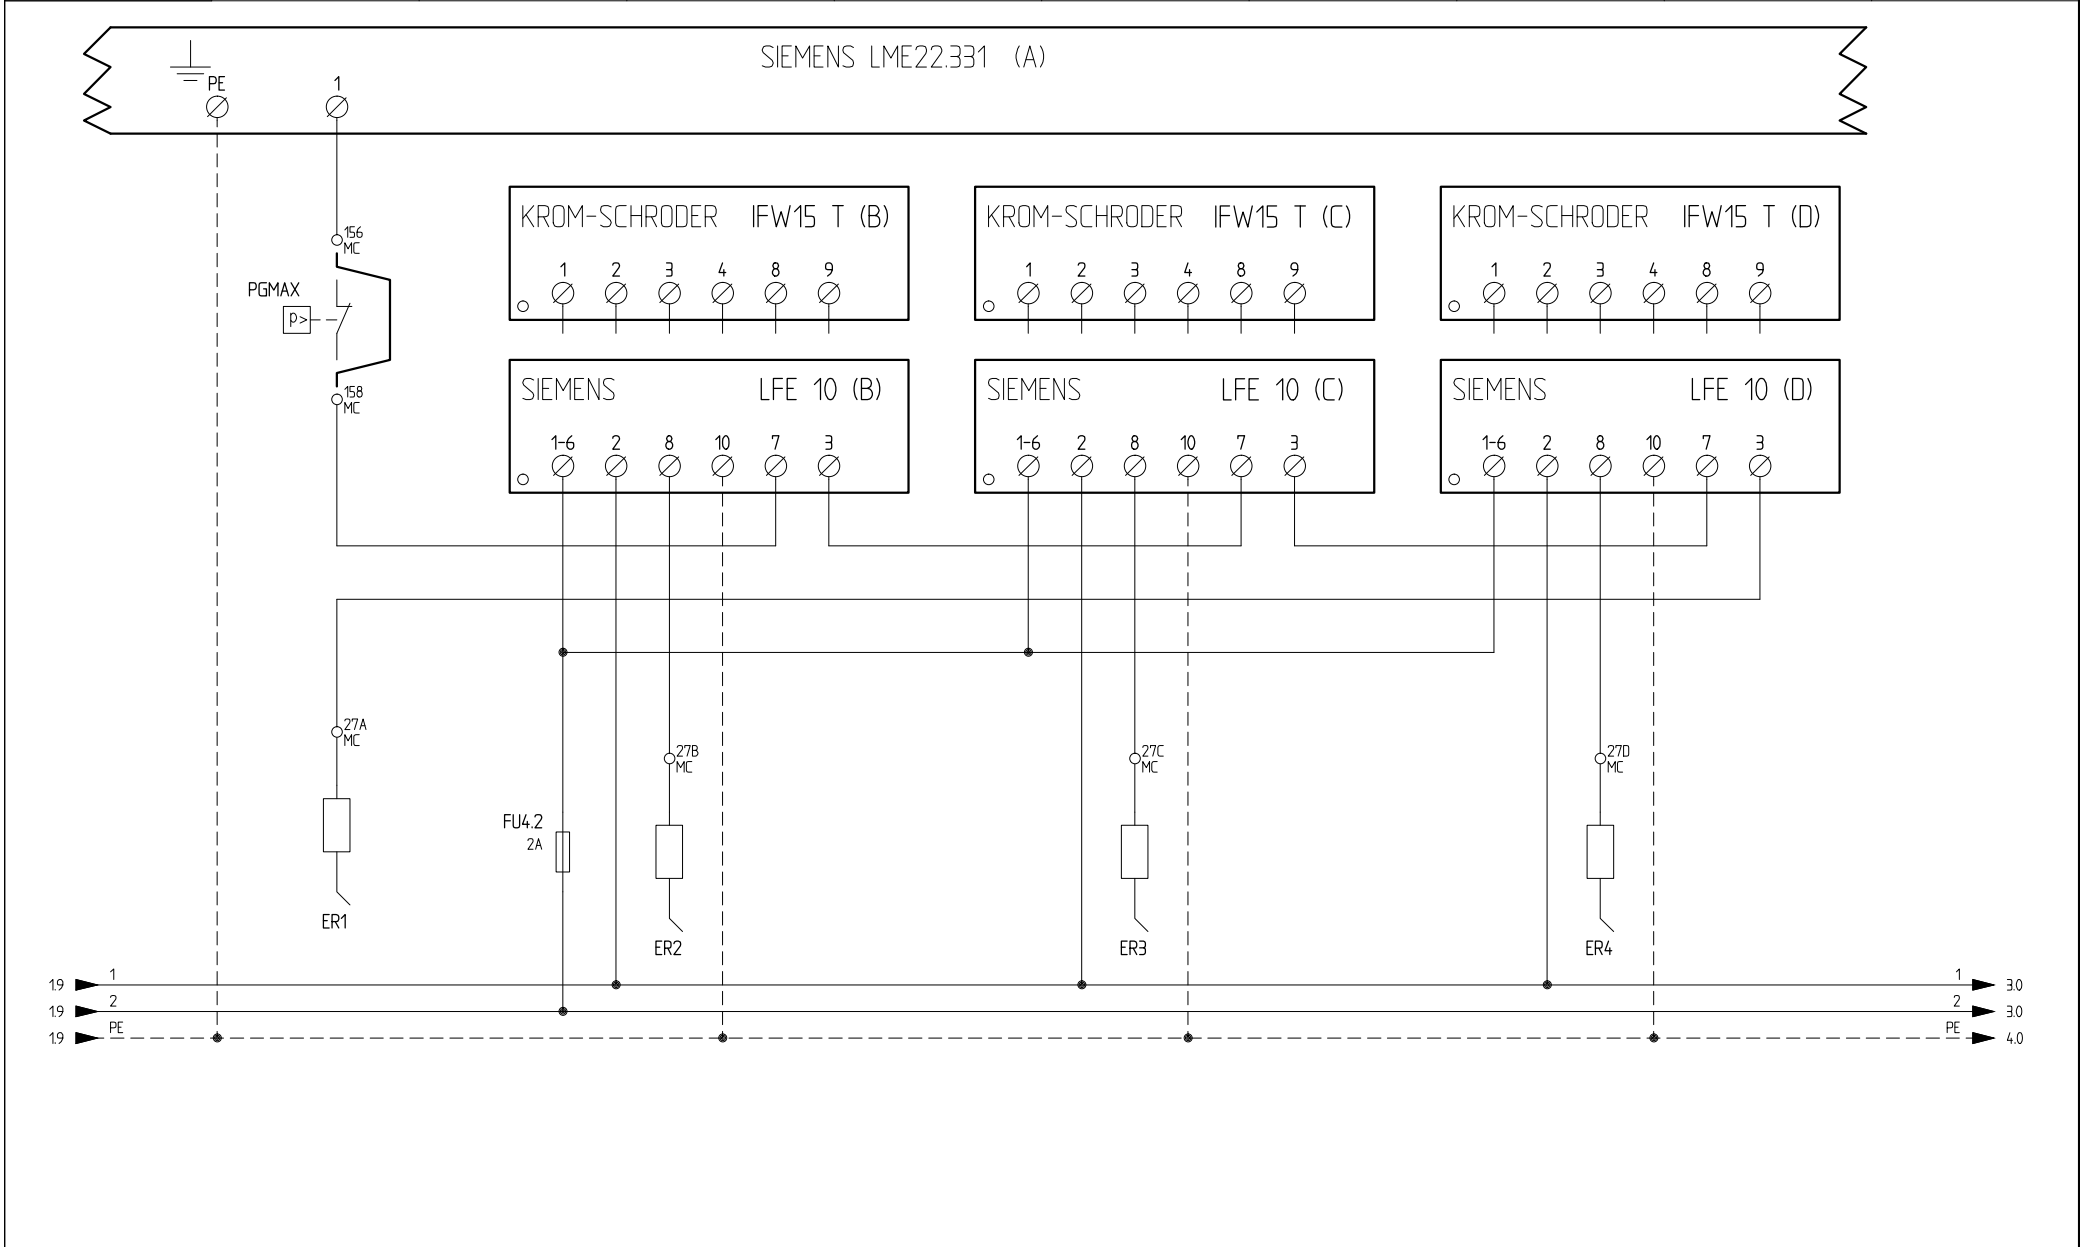 SIEMENS LME22.331 (A)
PE 1
156
MC
KROM-SCHRODER IFW15 T (B)
1 2 3 4 8 9
KROM-SCHRODER IFW15 T (C)
1 2 3 4 8 9
KROM-SCHRODER IFW15 T (D)
1 2 3 4 8 9
PGMAX
P>
158
MC
SIEMENS LFE 10 (B)
1-6 2 8 10 7 3
SIEMENS LFE 10 (C)
1-6 2 8 10 7 3
SIEMENS LFE 10 (D)
1-6 2 8 10 7 3
27A
MC
27B
MC
27C
MC
27D
MC
FU4.2
2A
ER1
ER2
ER3
ER4
1.9 1 1 3.0
1.9 2 2 3.0
1.9 PE PE 4.0